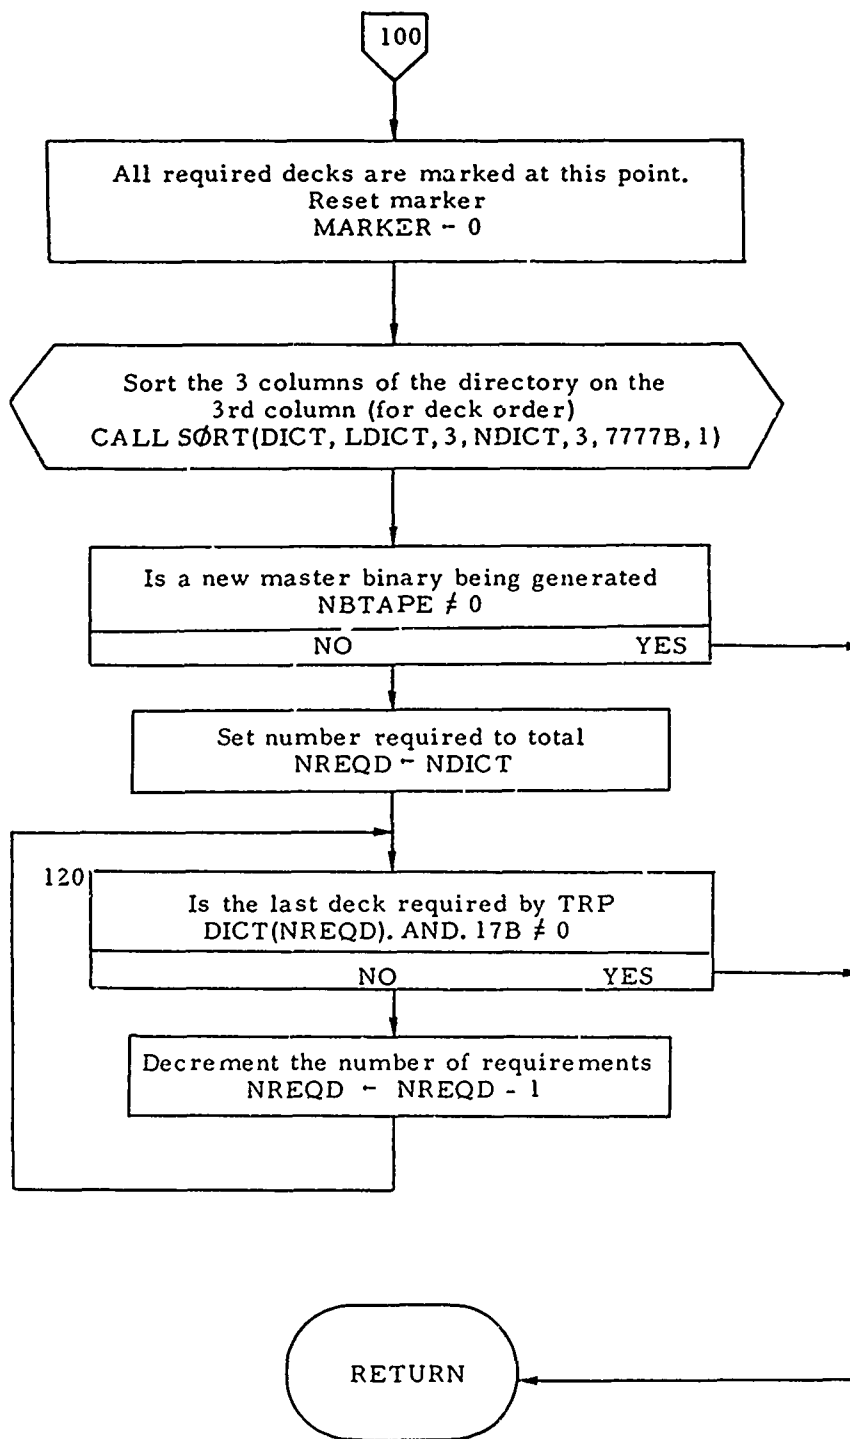 100
All required decks are marked at this point.
Reset marker
MARKER - 0
Sort the 3 columns of the directory on the
3rd column (for deck order)
CALL SØRT(DICT, LDICT, 3, NDICT, 3, 7777B, 1)
Is a new master binary being generated
NBTAPE ≠ 0
NO YES
Set number required to total
NREQD - NDICT
120
Is the last deck required by TRP
DICT(NREQD). AND. 17B ≠ 0
NO YES
Decrement the number of requirements
NREQD - NREQD - 1
RETURN